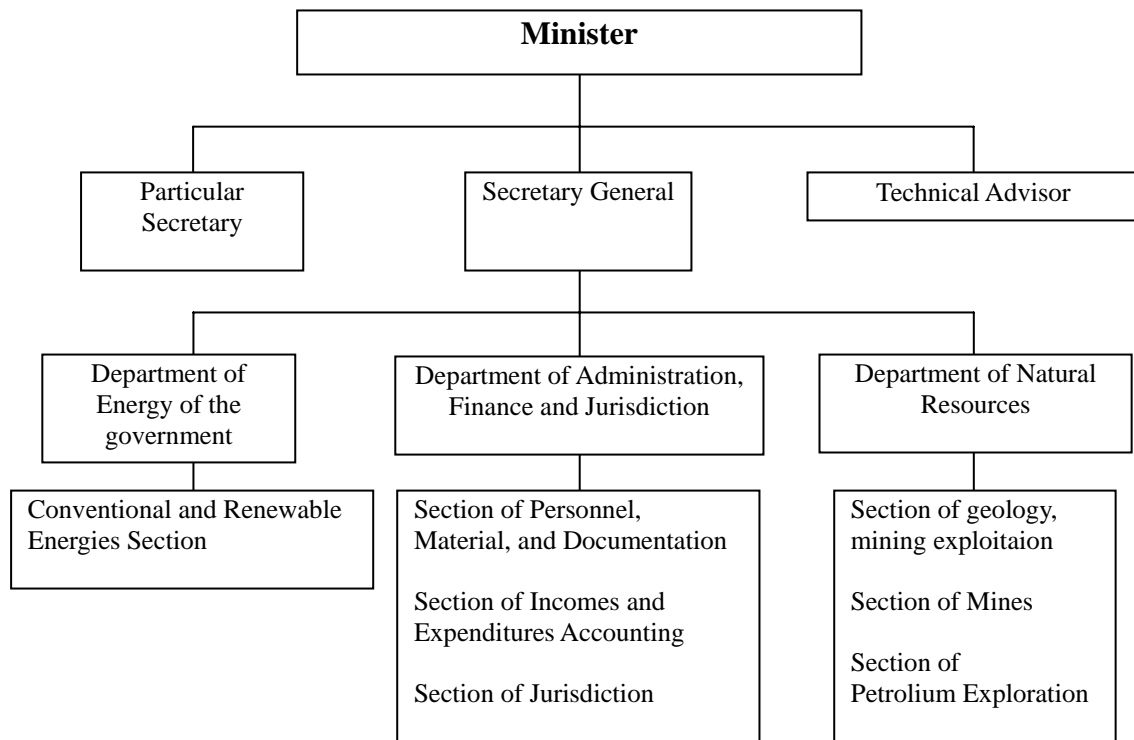 Minister
Particular
Secretary
Secretary General
Technical Advisor
Department of
Energy of the
government
Department of Administration,
Finance and Jurisdiction
Department of Natural
Resources
Conventional and Renewable
Energies Section
Section of Personnel,
Material, and Documentation
Section of Incomes and
Expenditures Accounting
Section of Jurisdiction
Section of geology,
mining exploitaion
Section of Mines
Section of
Petrolium Exploration